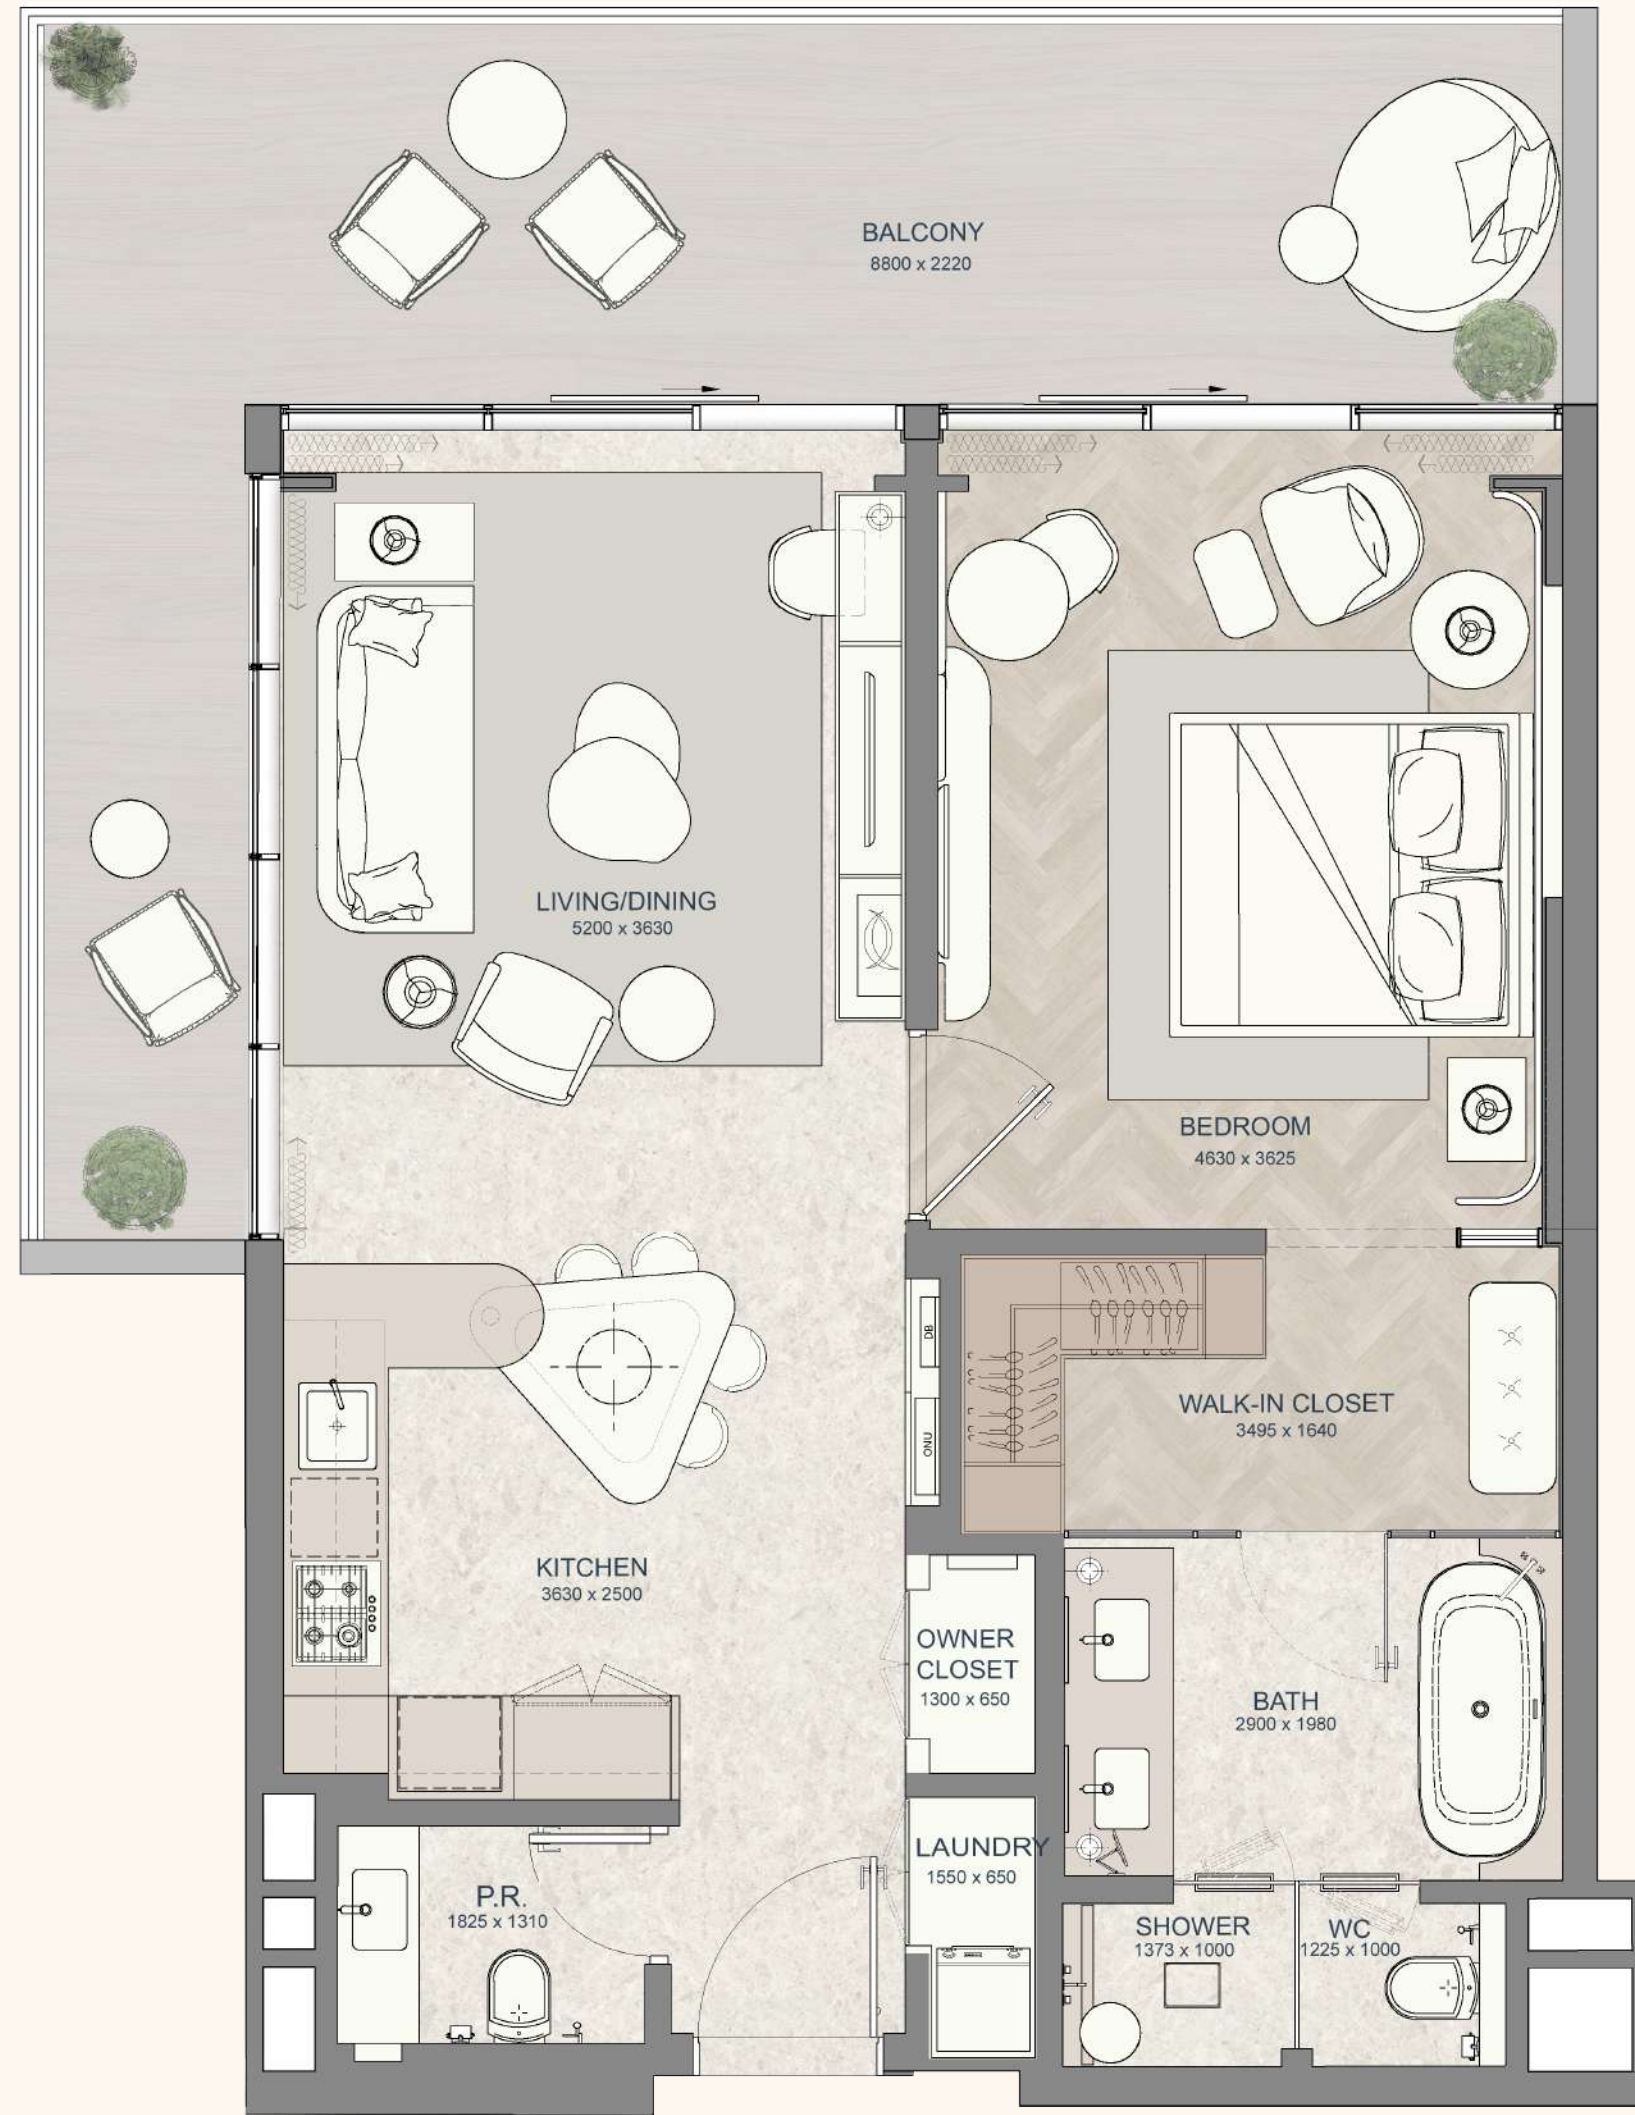 BALCONY
8800 x 2220
LIVING/DINING
5200 x 3630
BEDROOM
4630 x 3625
DB
ONU
WALK-IN CLOSET
3495 x 1640
KITCHEN
3630 x 2500
OWNER
CLOSET
1300 x 650
BATH
2900 x 1980
LAUNDRY
1550 x 650
P.R.
1825 x 1310
SHOWER
1373 x 1000
WC
1225 x 1000